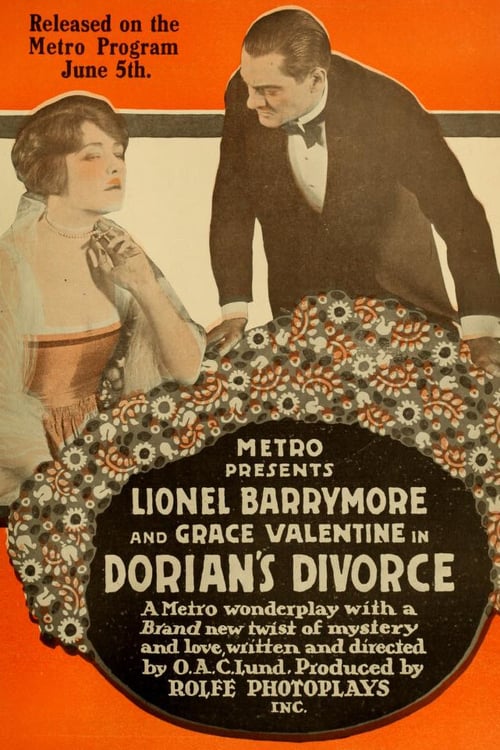 Released on the
Metro Program
June 5th.
METRO
PRESENTS
LIONEL BARRYMORE
AND GRACE VALENTINE IN
DORIAN'S DIVORCE
A Metro wonderplay with a
Brand new twist of mystery
and love, written and directed
by O.A.C.Lund. Produced by
ROLFE PHOTOPLAYS
INC.